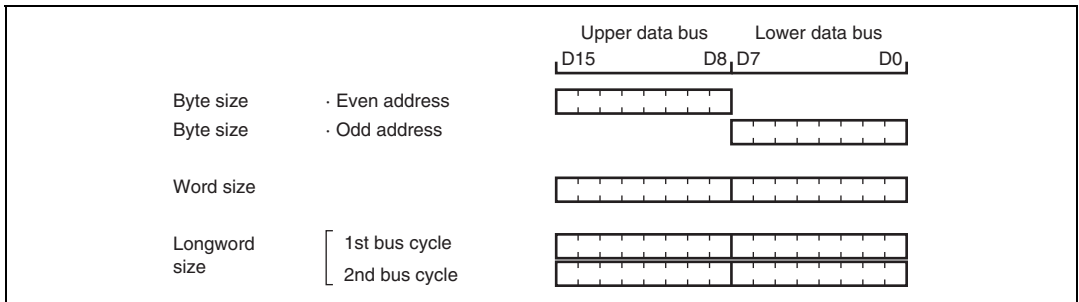 Upper data bus Lower data bus
D15 D8 D7 D0
Byte size · Even address
Byte size · Odd address
Word size
Longword size
1st bus cycle
2nd bus cycle